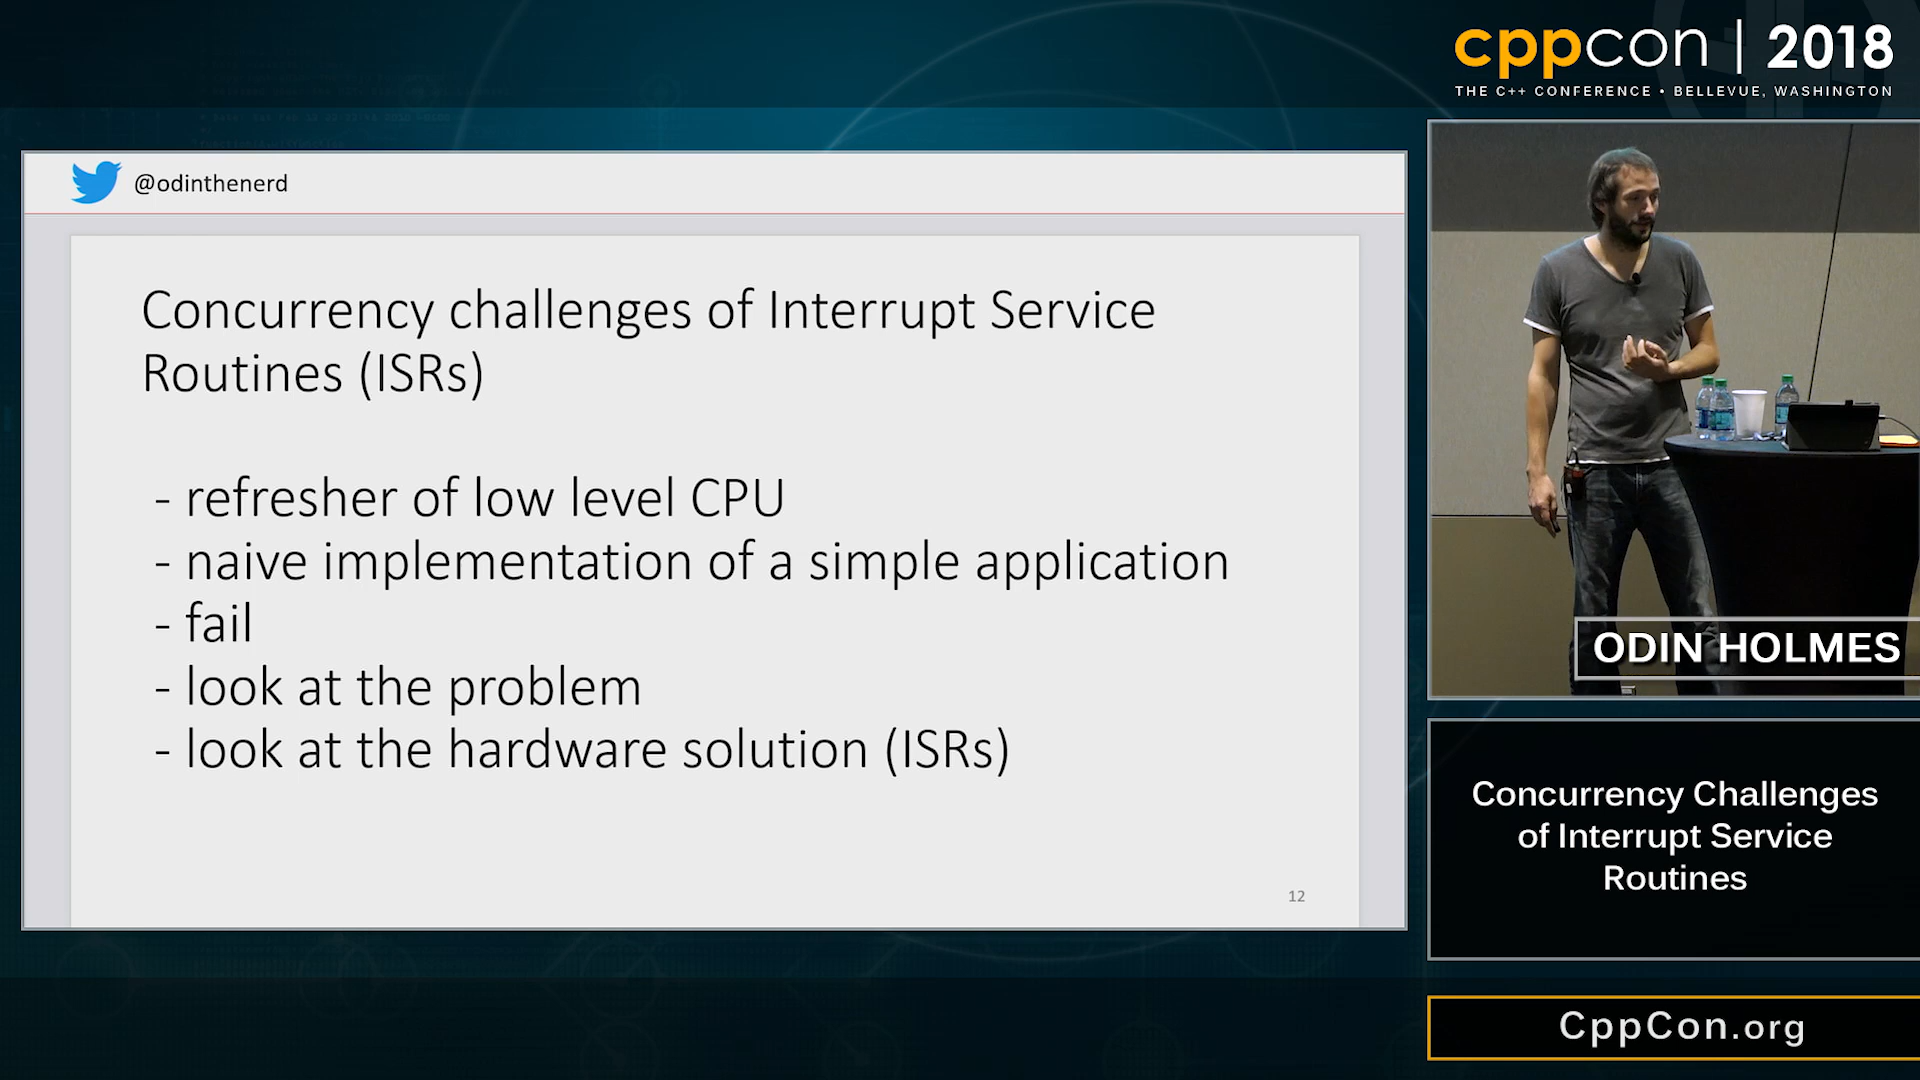 cppcon | 2018
THE C++ CONFERENCE • BELLEVUE, WASHINGTON
@odinthenerd
Concurrency challenges of Interrupt Service
Routines (ISRs)
- refresher of low level CPU
- naive implementation of a simple application
- fail
- look at the problem
- look at the hardware solution (ISRs)
12
ODIN HOLMES
Concurrency Challenges
of Interrupt Service
Routines
CppCon.org